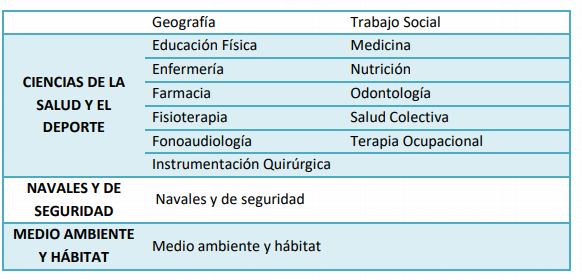 Geografía Trabajo Social
CIENCIAS DE LA SALUD Y EL DEPORTE
Educación Física Medicina
Enfermería Nutrición
Farmacia Odontología
Fisioterapia Salud Colectiva
Fonoaudiología Terapia Ocupacional
Instrumentación Quirúrgica
NAVALES Y DE SEGURIDAD
Navales y de seguridad
MEDIO AMBIENTE Y HÁBITAT
Medio ambiente y hábitat